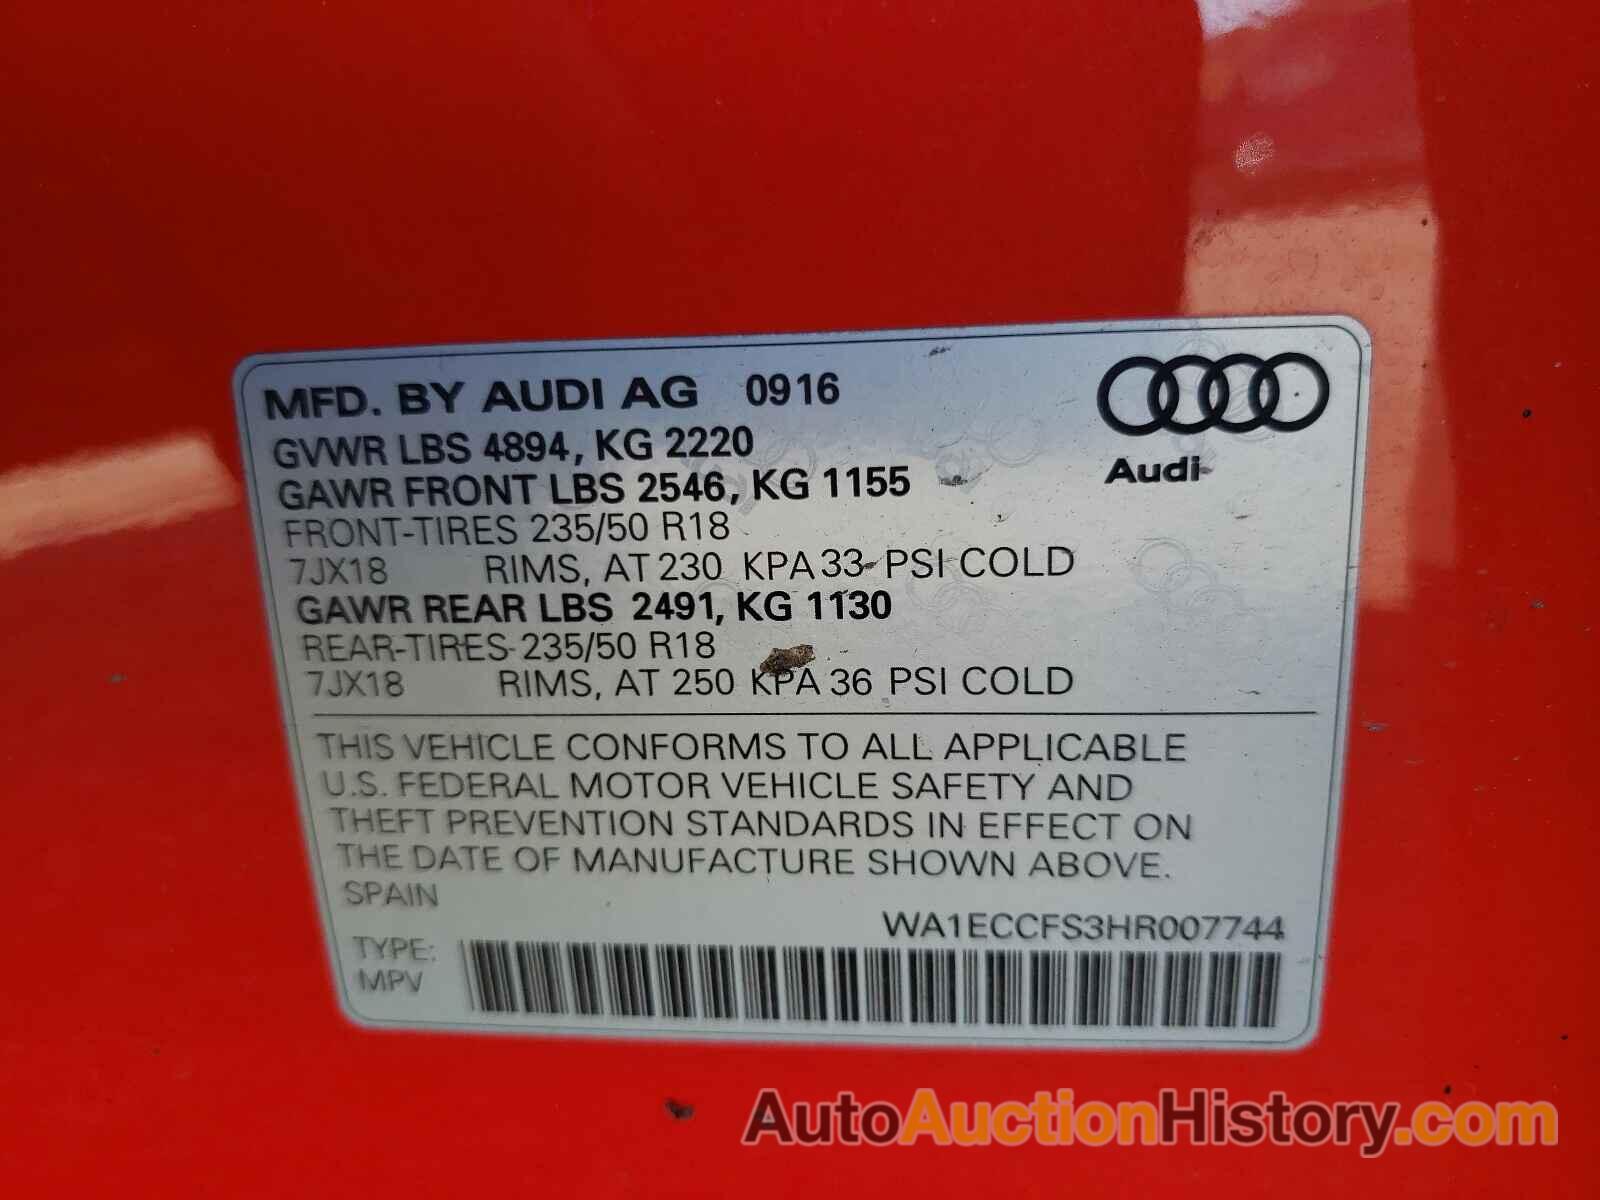 MFD. BY AUDI AG 0916
GVWR LBS 4894, KG 2220
GAWR FRONT LBS 2546, KG 1155
Audi
FRONT-TIRES 235/50 R18
7JX18 RIMS, AT 230 KPA 33 PSI COLD
GAWR REAR LBS 2491, KG 1130
REAR-TIRES 235/50 R18
7JX18 RIMS, AT 250 KPA 36 PSI COLD
THIS VEHICLE CONFORMS TO ALL APPLICABLE
U.S. FEDERAL MOTOR VEHICLE SAFETY AND
THEFT PREVENTION STANDARDS IN EFFECT ON
THE DATE OF MANUFACTURE SHOWN ABOVE.
SPAIN
WA1ECCFS3HR007744
TYPE:
MPV
AutoAuctionHistory.com